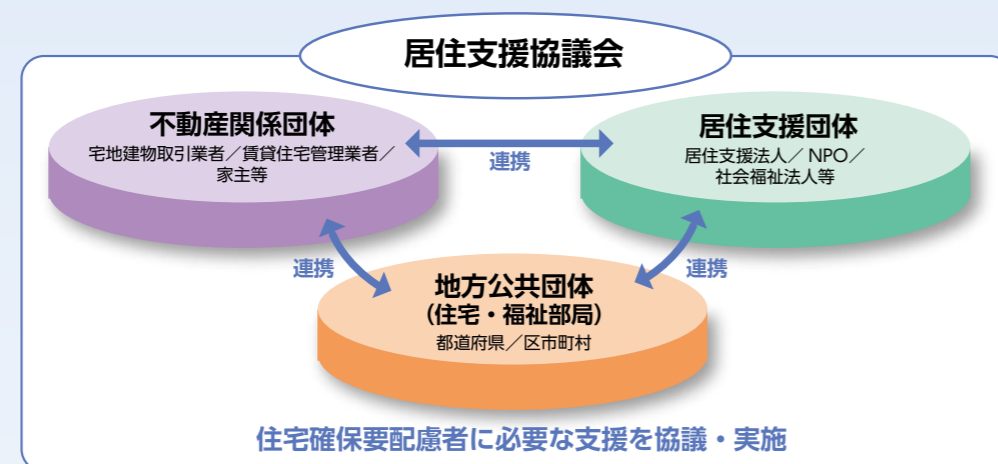 居住支援協議会
不動産関係団体
宅地建物取引業者／賃貸住宅管理業者／
家主等
連携
居住支援団体
居住支援法人／NPO／
社会福祉法人等
連携
連携
地方公共団体
（住宅・福祉部局）
都道府県／区市町村
住宅確保要配慮者に必要な支援を協議・実施